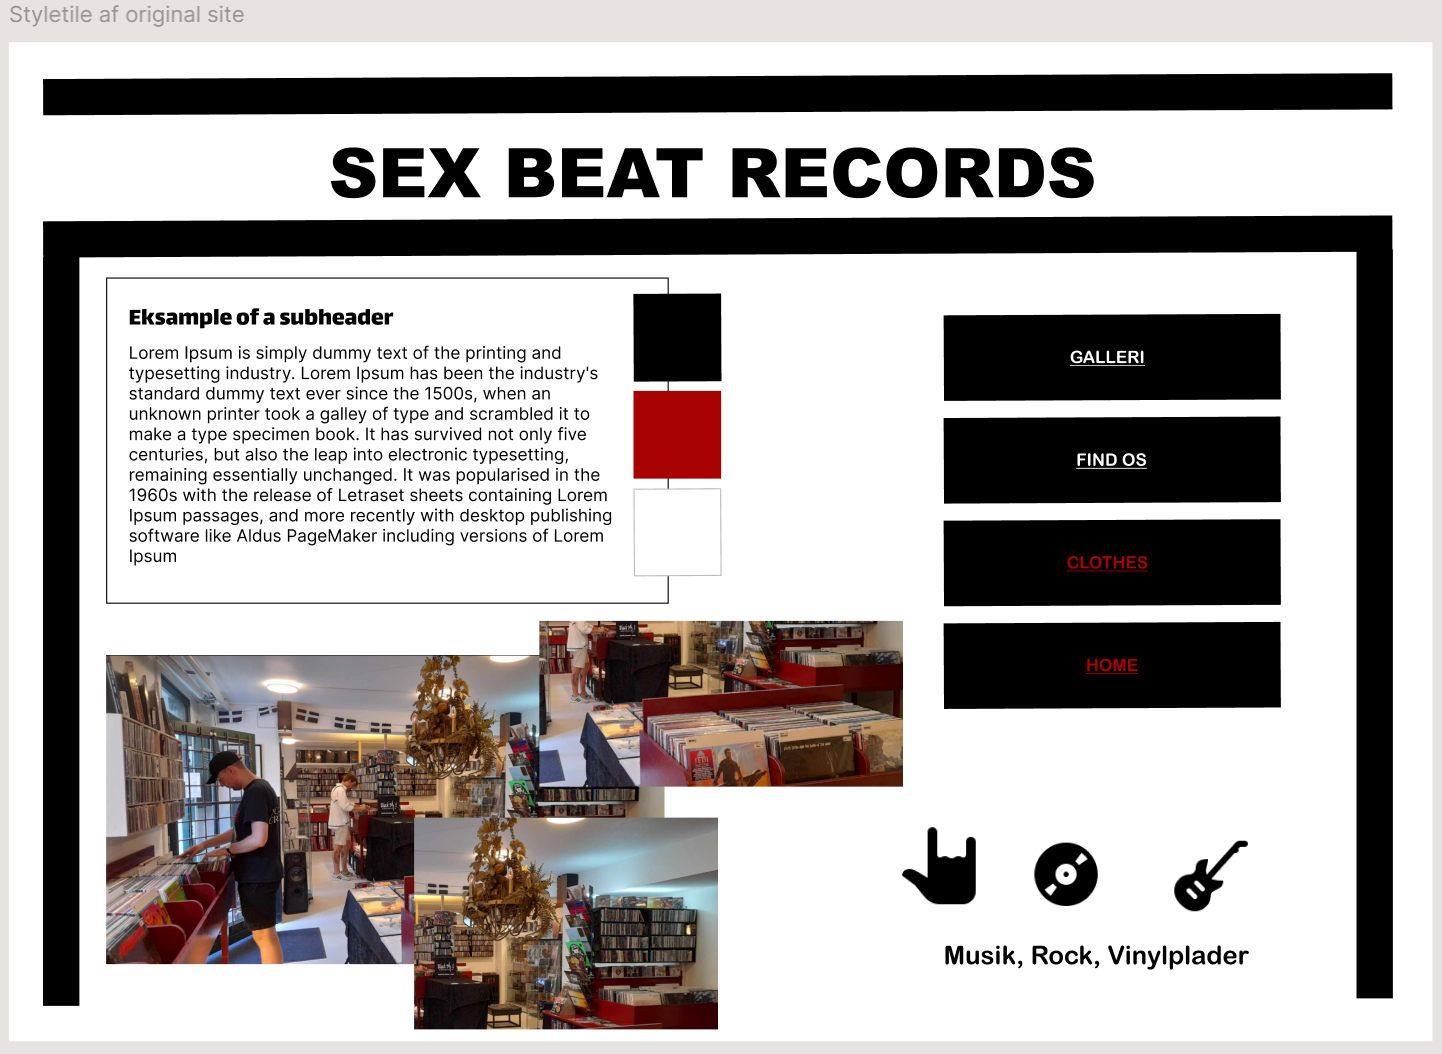 Styletile af original site
SEX BEAT RECORDS
Eksample of a subheader
Lorem Ipsum is simply dummy text of the printing and
typesetting industry. Lorem Ipsum has been the industry's
standard dummy text ever since the 1500s, when an
unknown printer took a galley of type and scrambled it to
make a type specimen book. It has survived not only five
centuries, but also the leap into electronic typesetting,
remaining essentially unchanged. It was popularised in the
1960s with the release of Letraset sheets containing Lorem
Ipsum passages, and more recently with desktop publishing
software like Aldus PageMaker including versions of Lorem
Ipsum
GALLERI
FIND OS
CLOTHES
HOME
Musik, Rock, Vinylplader